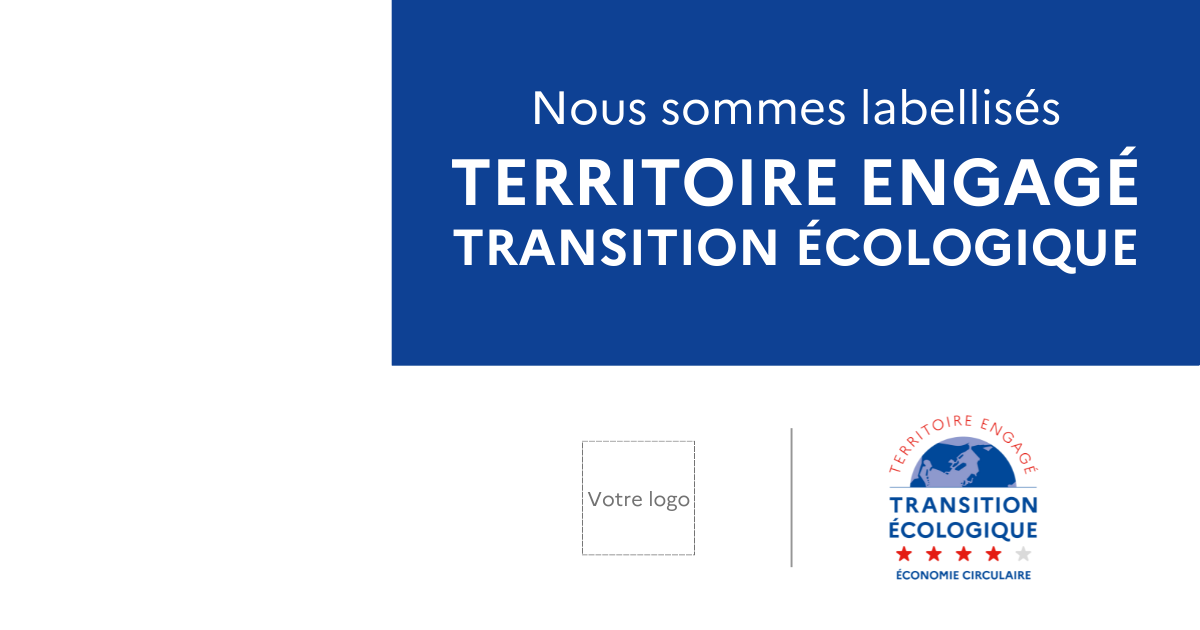 Nous sommes labellisés
TERRITOIRE ENGAGÉ
TRANSITION ÉCOLOGIQUE
Votre logo
TERRITOIRE ENGAGÉ
TRANSITION
ÉCOLOGIQUE
ÉCONOMIE CIRCULAIRE